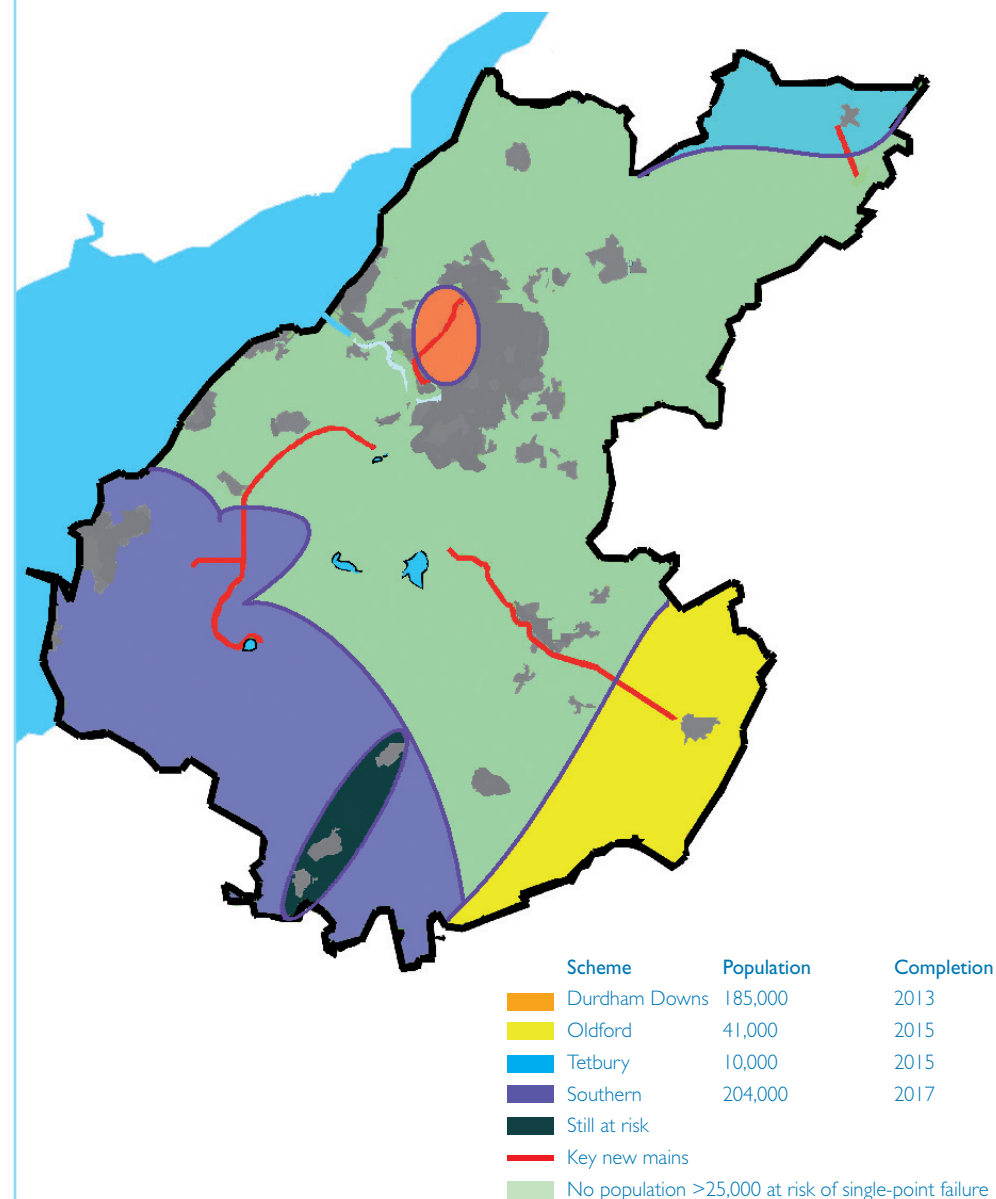 Scheme Population Completion
Durdham Downs 185,000 2013
Oldford 41,000 2015
Tetbury 10,000 2015
Southern 204,000 2017
Still at risk
Key new mains
No population >25,000 at risk of single-point failure